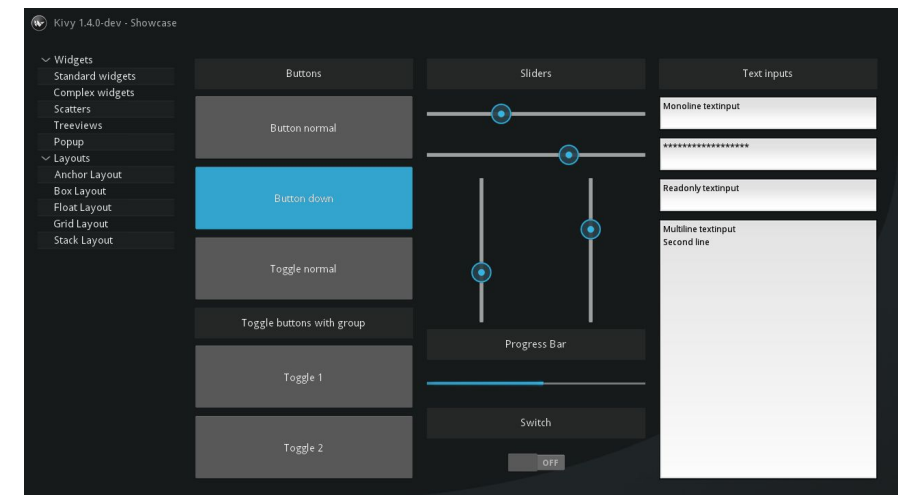 Kivy 1.4.0-dev - Showcase
Widgets
Standard widgets
Complex widgets
Scatters
Treeviews
Popup
Layouts
Anchor Layout
Box Layout
Float Layout
Grid Layout
Stack Layout
Buttons
Button normal
Button down
Toggle normal
Toggle buttons with group
Toggle 1
Toggle 2
Sliders
Progress Bar
Switch
OFF
Text inputs
Monoline textinput
******************
Readonly textinput
Multiline textinput
Second line